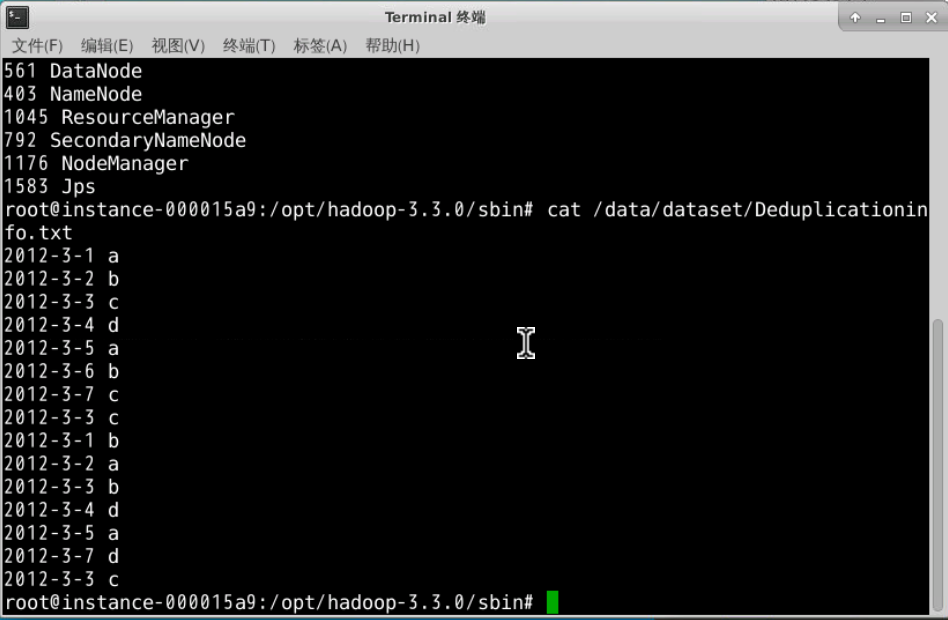 Terminal 终端
文件(F) 编辑(E) 视图(V) 终端(T) 标签(A) 帮助(H)
561 DataNode
403 NameNode
1045 ResourceManager
792 SecondaryNameNode
1176 NodeManager
1583 Jps
root@instance-000015a9:/opt/hadoop-3.3.0/sbin# cat /data/dataset/Deduplicationin
fo.txt
2012-3-1 a
2012-3-2 b
2012-3-3 c
2012-3-4 d
2012-3-5 a
2012-3-6 b
2012-3-7 c
2012-3-3 c
2012-3-1 b
2012-3-2 a
2012-3-3 b
2012-3-4 d
2012-3-5 a
2012-3-7 d
2012-3-3 c
root@instance-000015a9:/opt/hadoop-3.3.0/sbin#